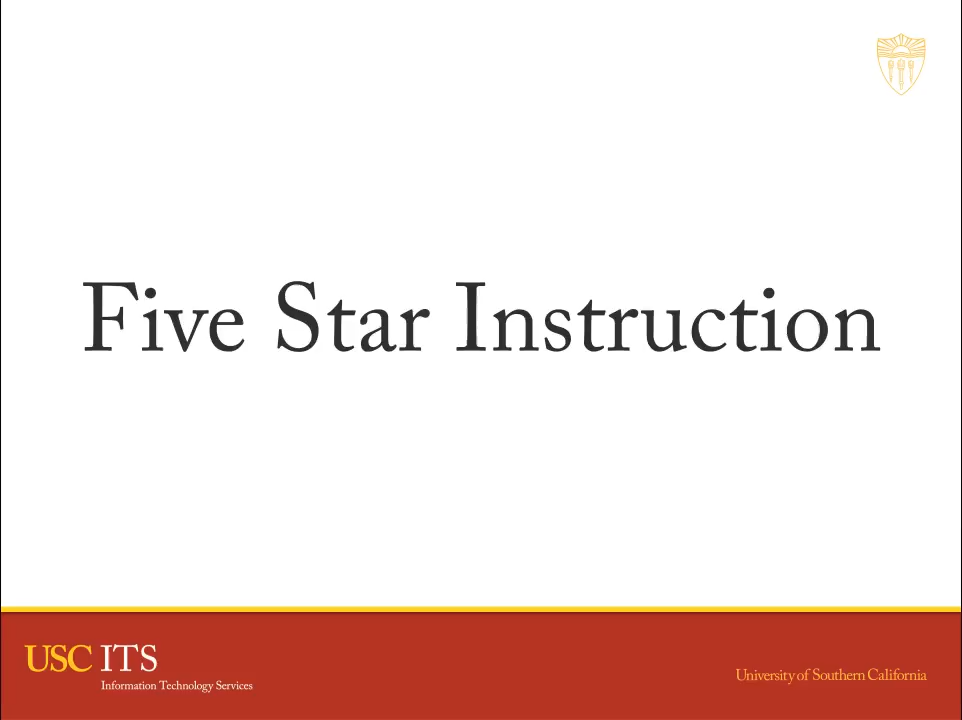 Five Star Instruction
USC ITS
Information Technology Services
University of Southern California